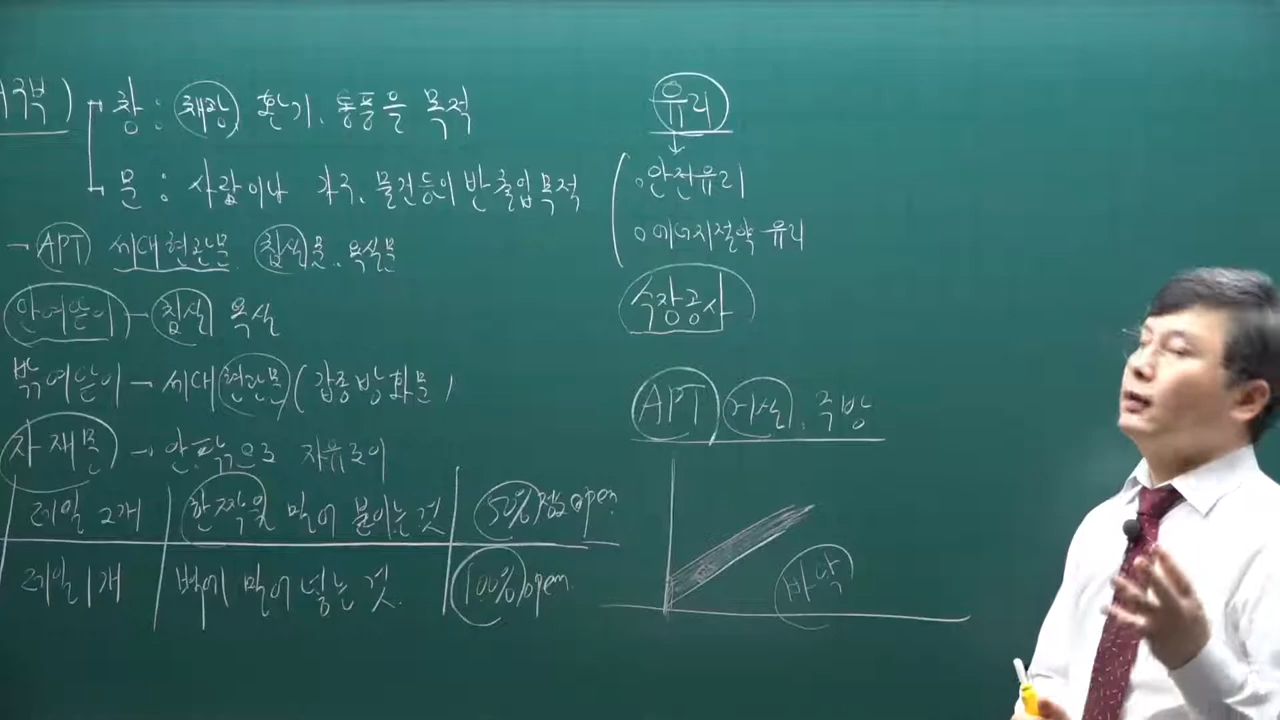 창 : 채광 환기, 통풍을 목적
문 : 사람이나 가구, 물건등이 반출입목적
- APT 세대현관문, 침실문, 욕실문
안여닫이 - 침실 욕실
밖여닫이 - 세대현관문 (갑종방화문)
자재문 → 안.팎으로 자유로이
레일 2개 한짝을 밀어 붙이는 것 50%정도 open
레일 1개 벽에 밀어 넣는 것. 100% open
유리
안전유리
에너지절약 유리
수장공사
APT 거실, 주방
바닥